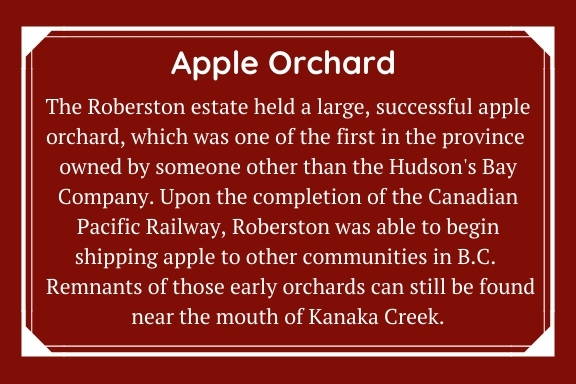 Apple Orchard
The Roberston estate held a large, successful apple
orchard, which was one of the first in the province
owned by someone other than the Hudson's Bay
Company. Upon the completion of the Canadian
Pacific Railway, Roberston was able to begin
shipping apple to other communities in B.C.
Remnants of those early orchards can still be found
near the mouth of Kanaka Creek.